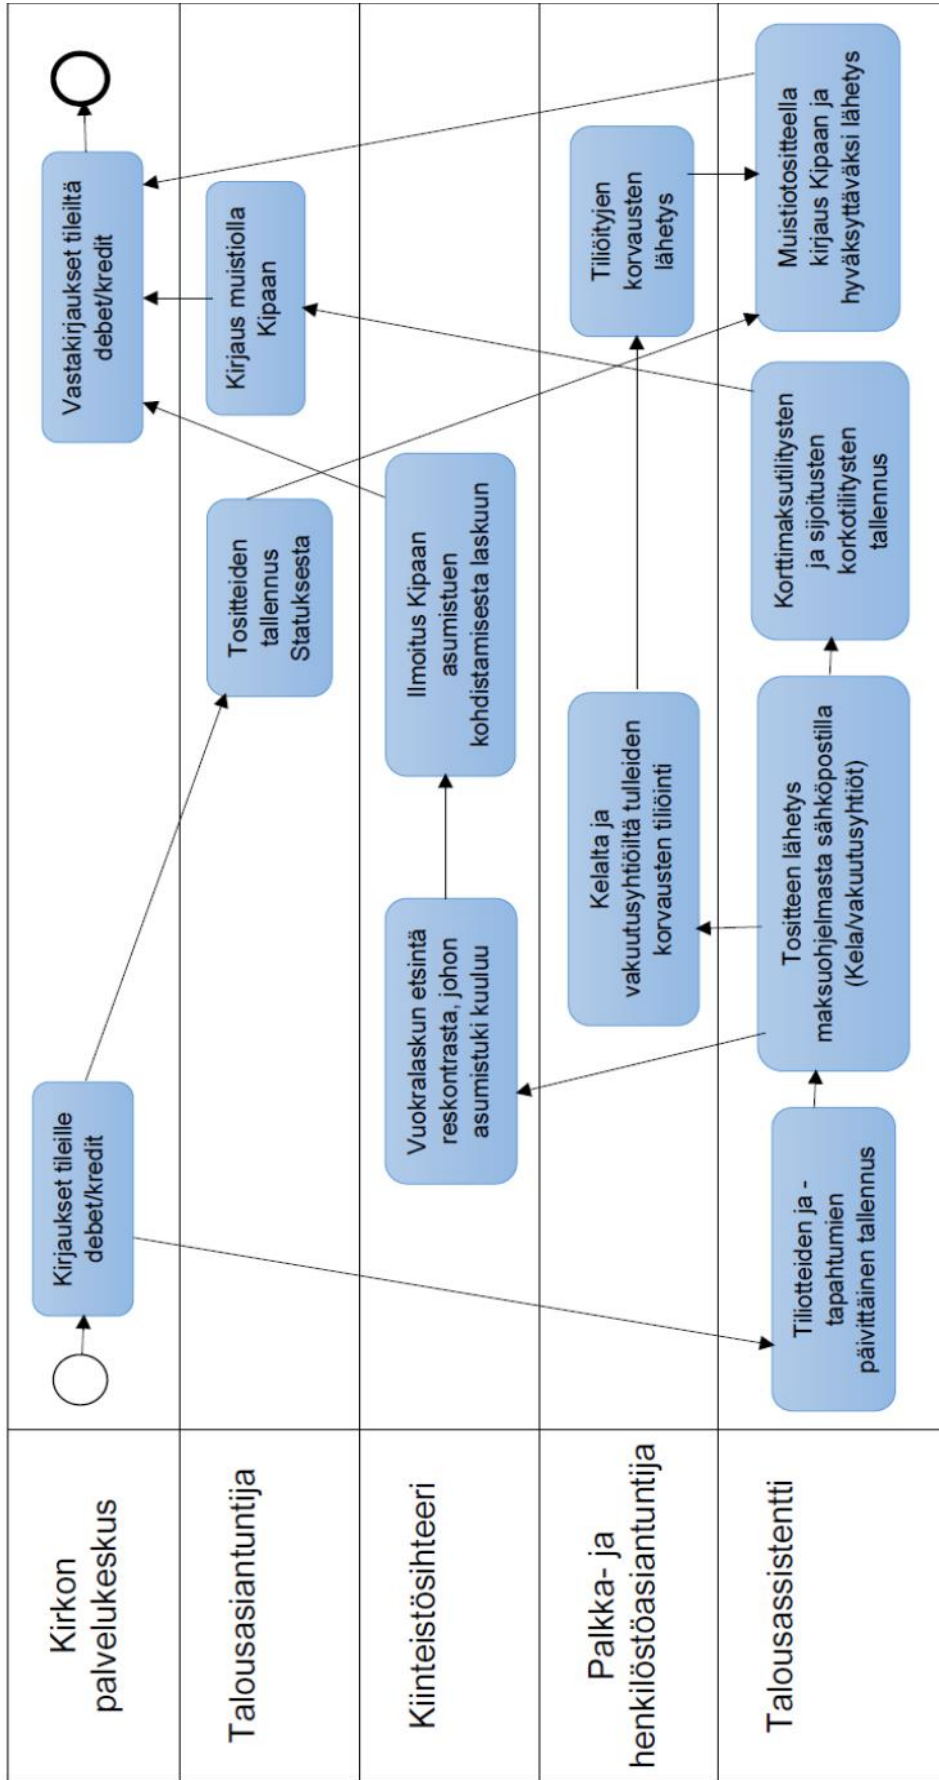 Kirkon
palvelukeskus
Kirjaukset tileille
debet/kredit
Vastakirjaukset tileiltä
debet/kredit
Talousasiantuntija
Tositteiden
tallennus
Statuksesta
Kirjaus muistiolla
Kipaan
Kiinteistösihteeri
Vuokralaskun etsintä
reskontrasta, johon
asumistuki kuuluu
Ilmoitus Kipaan
asumistuen
kohdistamisesta laskuun
Palkka- ja
henkilöstöasiantuntija
Kelalta ja
vakuutusyhtiöiltä tulleiden
korvausten tiliöinti
Tiliöityjen
korvausten
lähetys
Talousassistentti
Tiliotteiden ja -
tapahtumien
päivittäinen tallennus
Tositteen lähetys
maksuohjelmasta sähköpostilla
(Kela/vakuutusyhtiöt)
Korttimaksutilitysten
ja sijoitusten
korkotilitysten
tallennus
Muistiotositteella
kirjaus Kipaan ja
hyväksyttäväksi lähetys